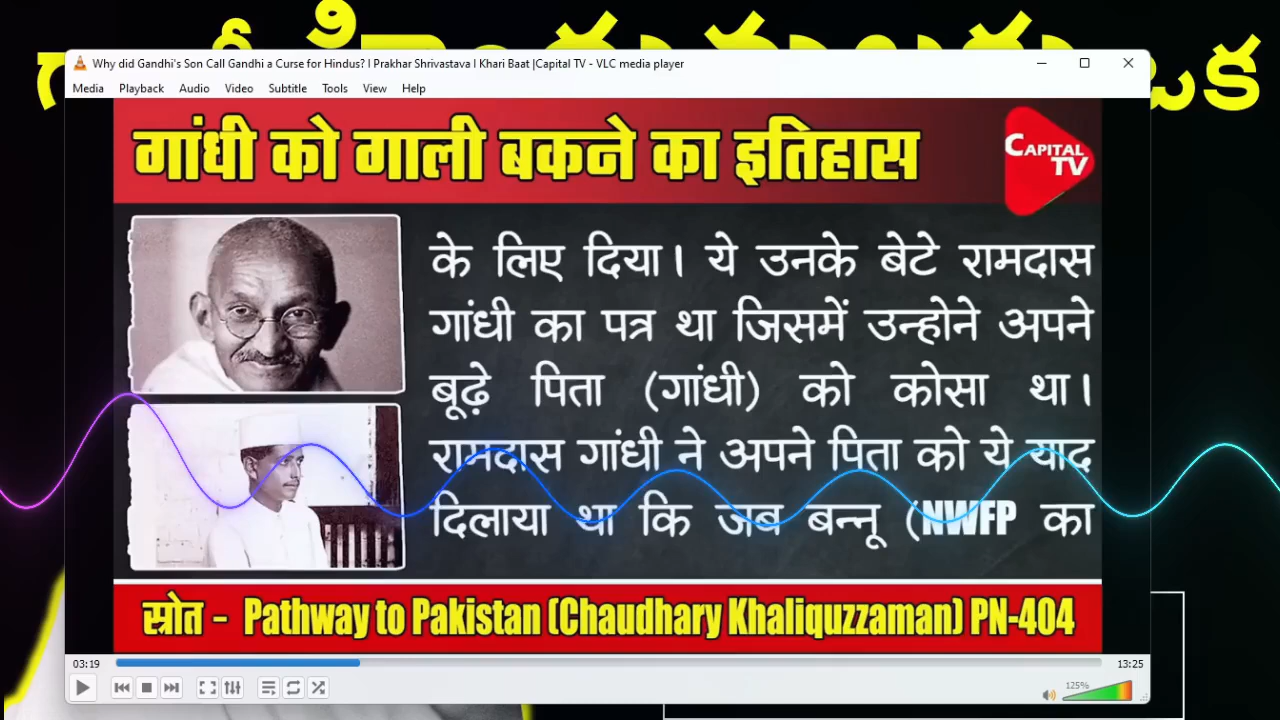 Why did Gandhi's Son Call Gandhi a Curse for Hindus? l Prakhar Shrivastava l Khari Baat |Capital TV - VLC media player
Media Playback Audio Video Subtitle Tools View Help
गांधी को गाली बकने का इतिहास
CAPITAL
TV
के लिए दिया। ये उनके बेटे रामदास
गांधी का पत्र था जिसमें उन्होने अपने
बूढ़े पिता (गांधी) को कोसा था।
रामदास गांधी ने अपने पिता को ये याद
दिलाया था कि जब बन्नू (NWFP का
स्रोत - Pathway to Pakistan (Chaudhary Khaliquzzaman) PN-404
03:19
13:25
125%